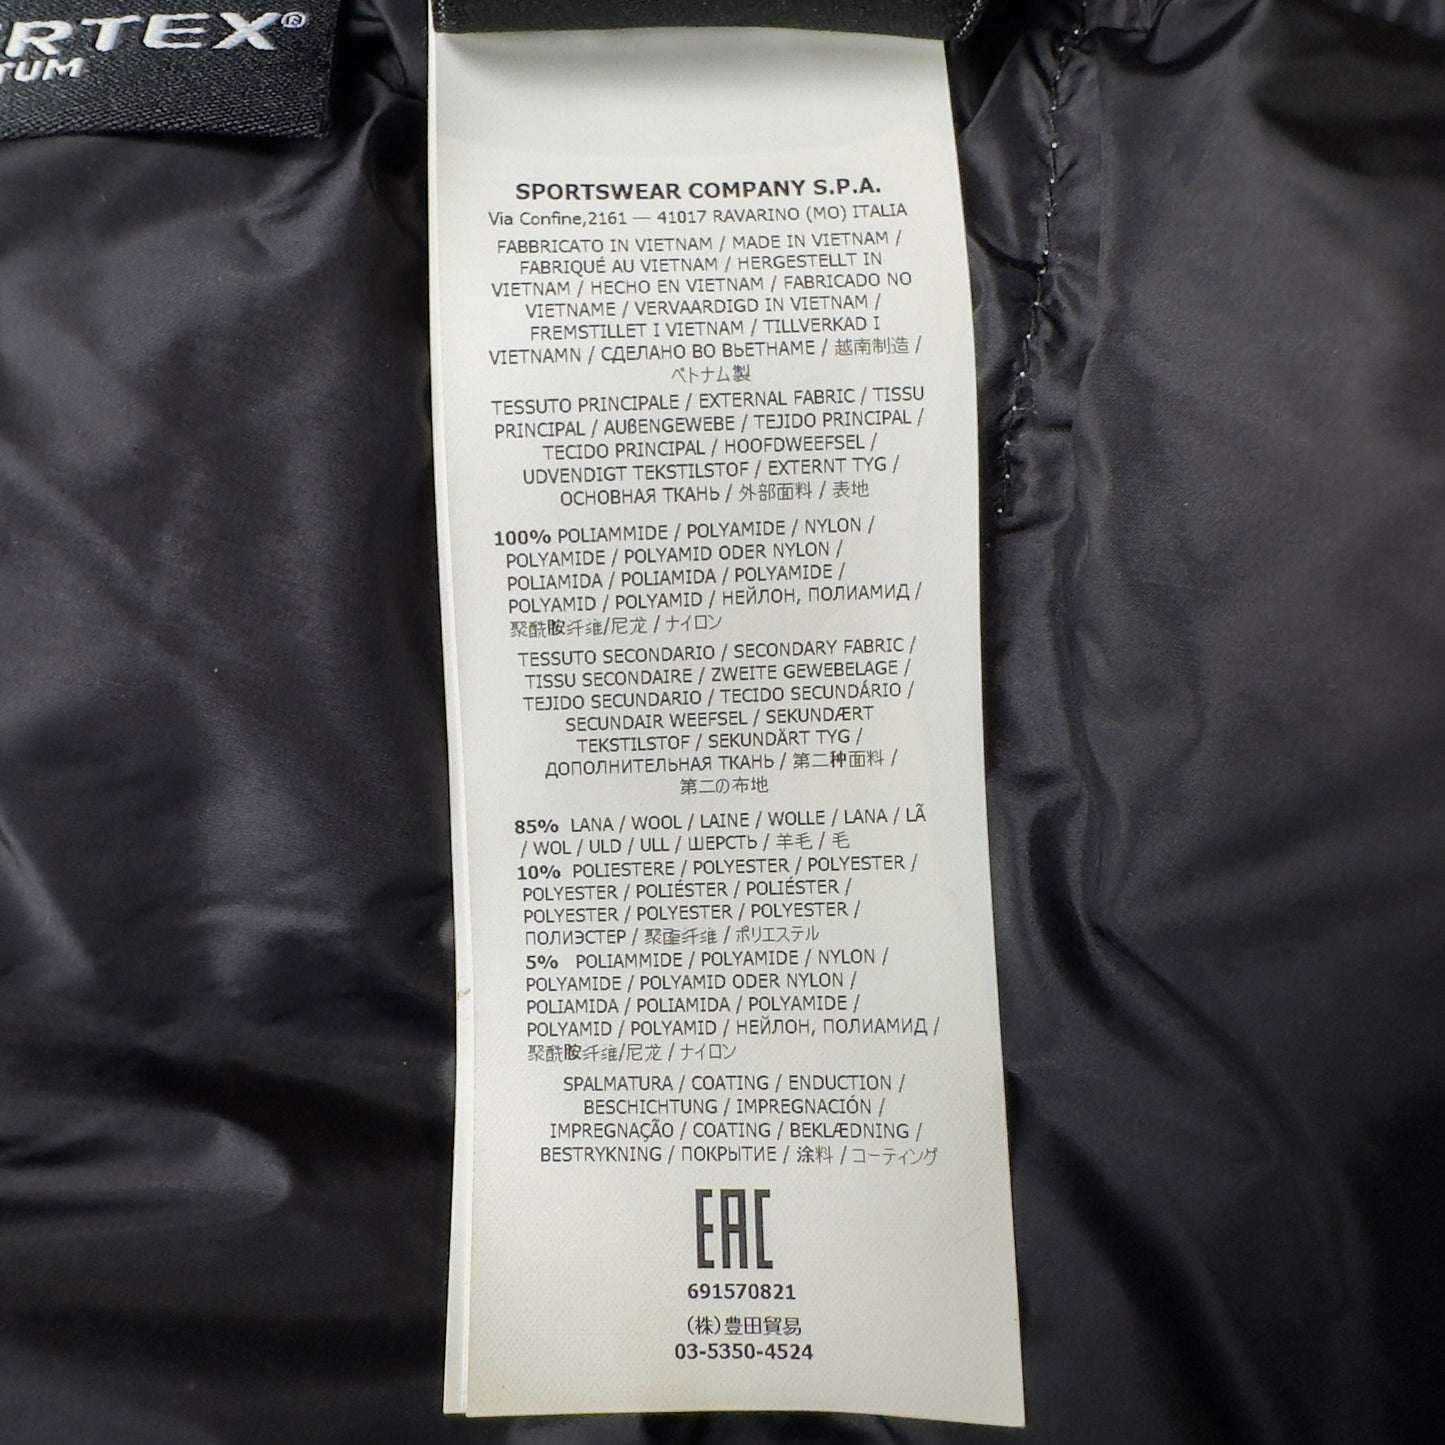 RTEX®
TUM
SPORTSWEAR COMPANY S.P.A.
Via Confine,2161 — 41017 RAVARINO (MO) ITALIA
FABBRICATO IN VIETNAM / MADE IN VIETNAM /
FABRIQUÉ AU VIETNAM / HERGESTELLT IN
VIETNAM / HECHO EN VIETNAM / FABRICADO NO
VIETNAME / VERVAARDIGD IN VIETNAM /
FREMSTILLET I VIETNAM / TILLVERKAD I
VIETNAMN / СДЕЛАНО ВО ВЬЕТНАМЕ / 越南制造 /
ベトナム製
TESSUTO PRINCIPALE / EXTERNAL FABRIC / TISSU
PRINCIPAL / AUßENGEWEBE / TEJIDO PRINCIPAL /
TECIDO PRINCIPAL / HOOFDWEEFSEL /
UDVENDIGT TEKSTILSTOF / EXTERNT TYG /
ОСНОВНАЯ ТКАНЬ / 外部面料 / 表地
100% POLIAMMIDE / POLYAMIDE / NYLON /
POLYAMIDE / POLYAMID ODER NYLON /
POLIAMIDA / POLIAMIDA / POLYAMIDE /
POLYAMID / POLYAMID / НЕЙЛОН, ПОЛИАМИД /
聚酰胺纤维/尼龙 / ナイロン
TESSUTO SECONDARIO / SECONDARY FABRIC /
TISSU SECONDAIRE / ZWEITE GEWEBELAGE /
TEJIDO SECUNDARIO / TECIDO SECUNDÁRIO /
SECUNDAIR WEEFSEL / SEKUNDÆRT
TEKSTILSTOF / SEKUNDÄRT TYG /
ДОПОЛНИТЕЛЬНАЯ ТКАНЬ / 第二种面料 /
第二の布地
85% LANA / WOOL / LAINE / WOLLE / LANA / LÃ
/ WOL / ULD / ULL / ШЕРСТЬ / 羊毛 / 毛
10% POLIESTERE / POLYESTER / POLYESTER /
POLYESTER / POLIÉSTER / POLIÉSTER /
POLYESTER / POLYESTER / POLYESTER /
ПОЛИЭСТЕР / 聚酯纤维 / ポリエステル
5% POLIAMMIDE / POLYAMIDE / NYLON /
POLYAMIDE / POLYAMID ODER NYLON /
POLIAMIDA / POLIAMIDA / POLYAMIDE /
POLYAMID / POLYAMID / НЕЙЛОН, ПОЛИАМИД /
聚酰胺纤维/尼龙 / ナイロン
SPALMATURA / COATING / ENDUCTION /
BESCHICHTUNG / IMPREGNACIÓN /
IMPREGNAÇÃO / COATING / BEKLÆDNING /
BESTRYKNING / ПОКРЫТИЕ / 涂料 / コーティング
EAC
691570821
(株)豊田貿易
03-5350-4524